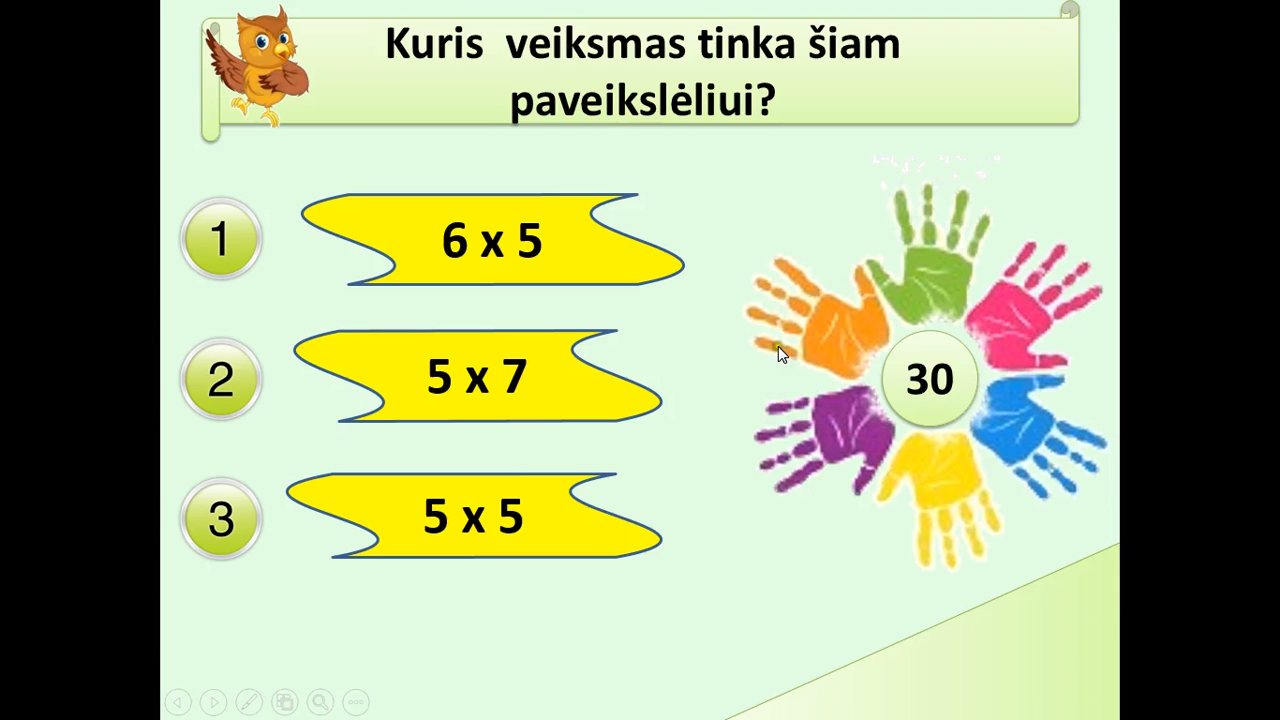 Kuris veiksmas tinka šiam
paveikslėliui?
1
6 x 5
2
5 x 7
3
5 x 5
30